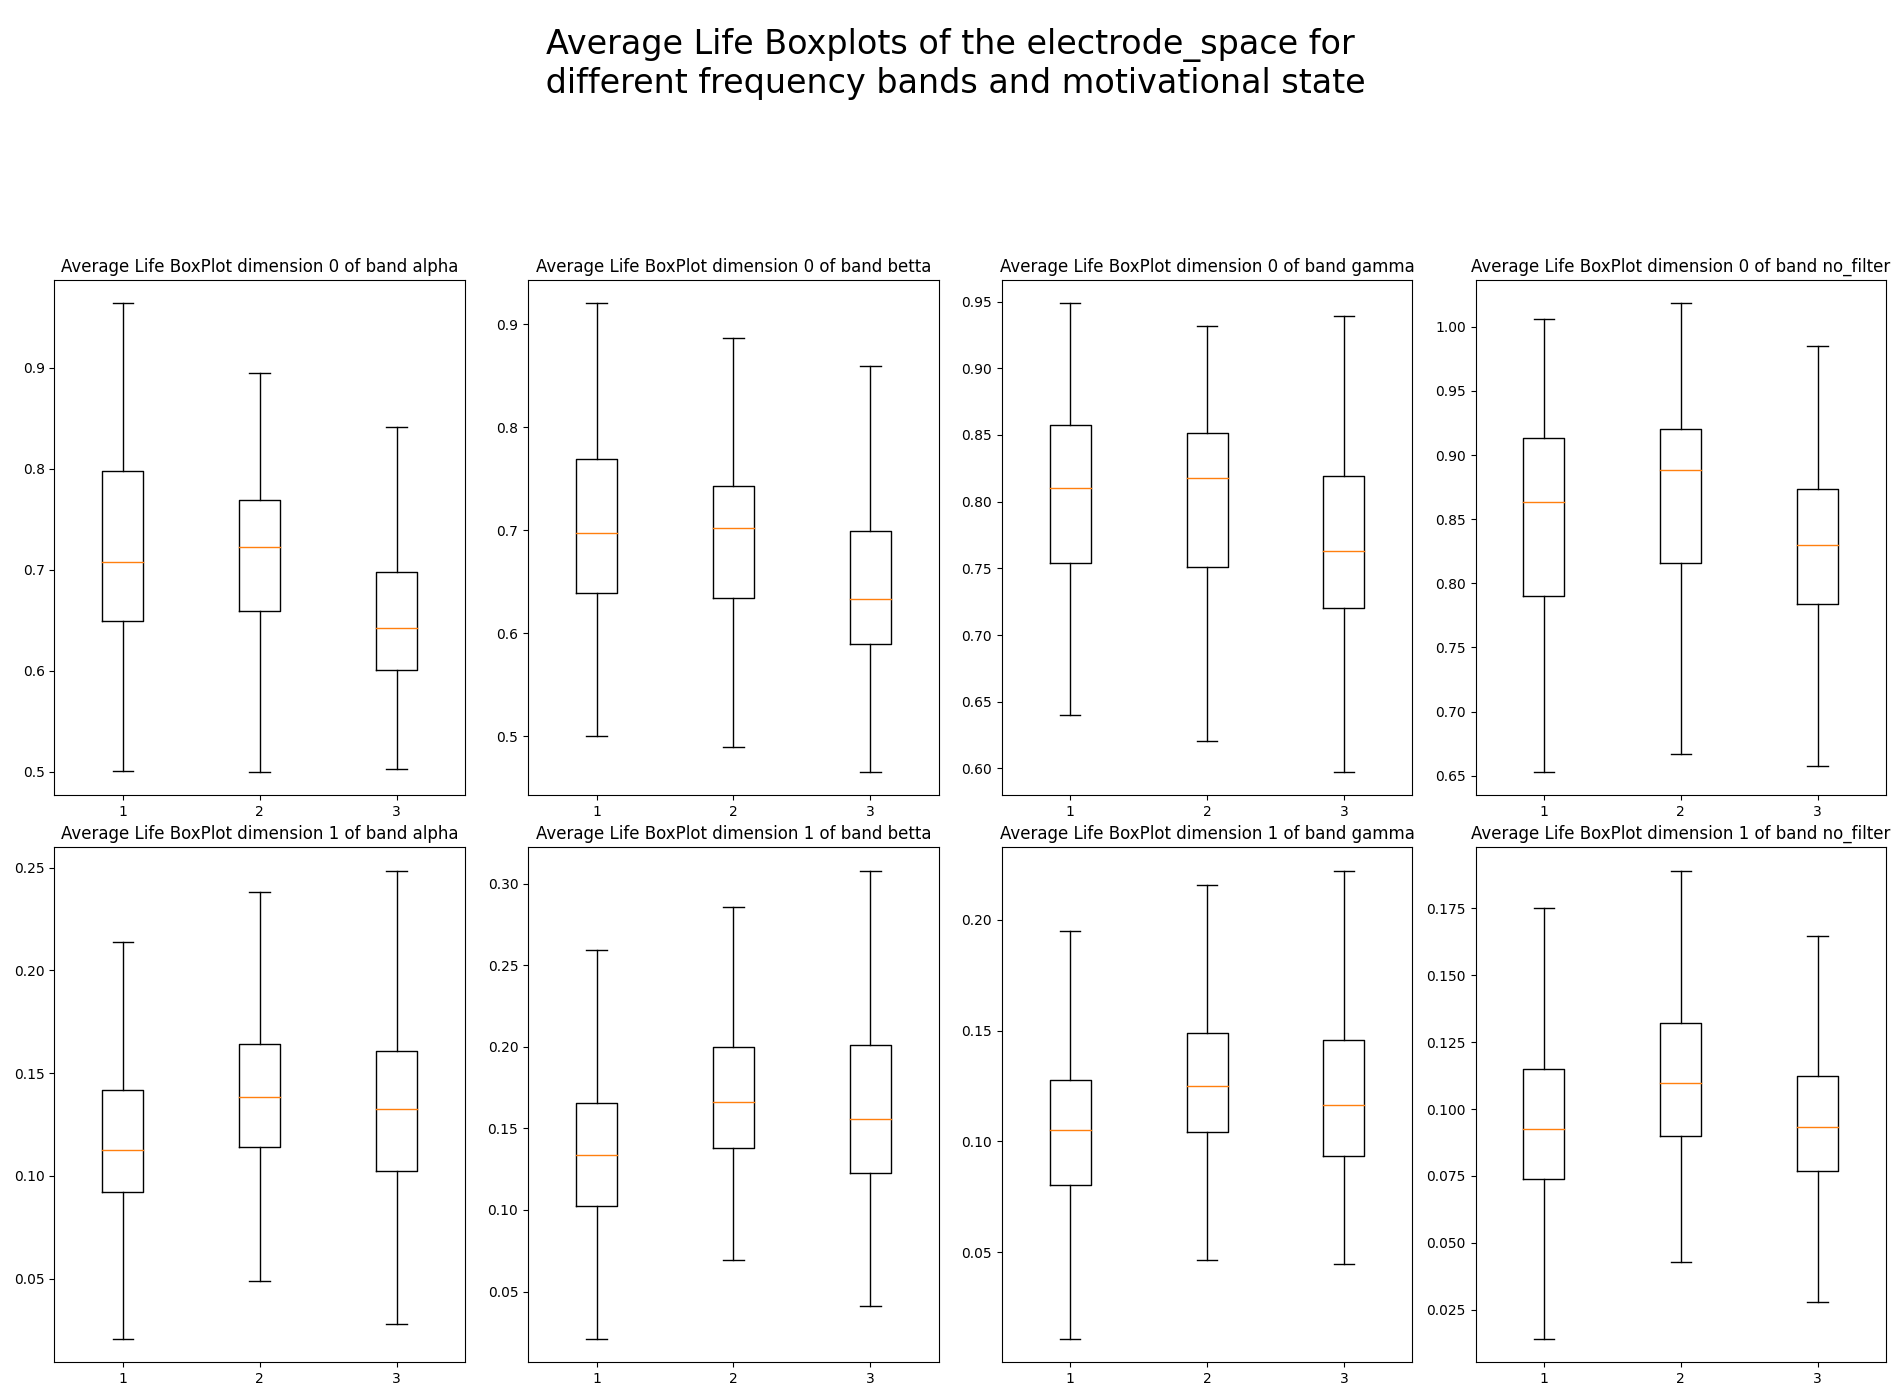 Average Life Boxplots of the electrode_space for
different frequency bands and motivational state
Average Life BoxPlot dimension 0 of band alpha
0.9
0.8
0.7
0.6
0.5
1 2 3
Average Life BoxPlot dimension 0 of band betta
0.9
0.8
0.7
0.6
0.5
1 2 3
Average Life BoxPlot dimension 0 of band gamma
0.95
0.90
0.85
0.80
0.75
0.70
0.65
0.60
1 2 3
Average Life BoxPlot dimension 0 of band no_filter
1.00
0.95
0.90
0.85
0.80
0.75
0.70
0.65
1 2 3
Average Life BoxPlot dimension 1 of band alpha
0.25
0.20
0.15
0.10
0.05
1 2 3
Average Life BoxPlot dimension 1 of band betta
0.30
0.25
0.20
0.15
0.10
0.05
1 2 3
Average Life BoxPlot dimension 1 of band gamma
0.20
0.15
0.10
0.05
1 2 3
Average Life BoxPlot dimension 1 of band no_filter
0.175
0.150
0.125
0.100
0.075
0.050
0.025
1 2 3